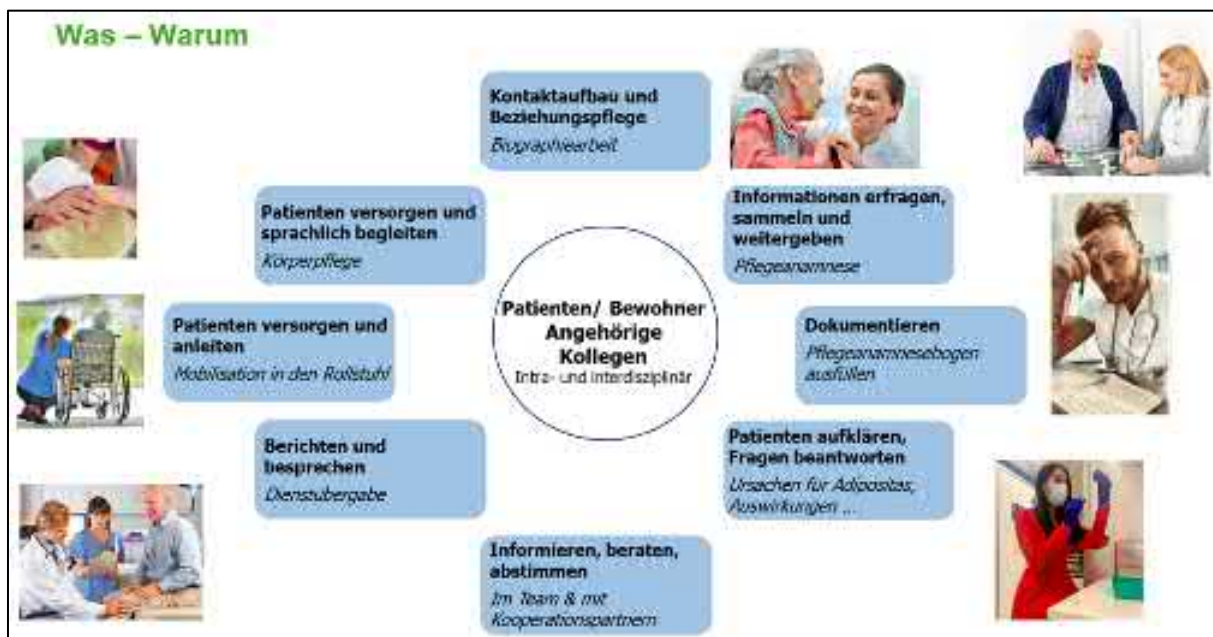 Was – Warum
Kontaktaufbau und
Beziehungspflege
Biographiearbeit
Informationen erfragen,
sammeln und
weitergeben
Pflegeanamnese
Dokumentieren
Pflegeanamnesebogen
ausfüllen
Patienten aufklären,
Fragen beantworten
Ursachen für Adipositas,
Auswirkungen ...
Informieren, beraten,
abstimmen
Im Team & mit
Kooperationspartnern
Berichten und
besprechen
Dienstübergabe
Patienten versorgen und
anleiten
Mobilisation in den Rollstuhl
Patienten versorgen und
sprachlich begleiten
Körperpflege
Patienten/ Bewohner
Angehörige
Kollegen
Intra- und interdisziplinär